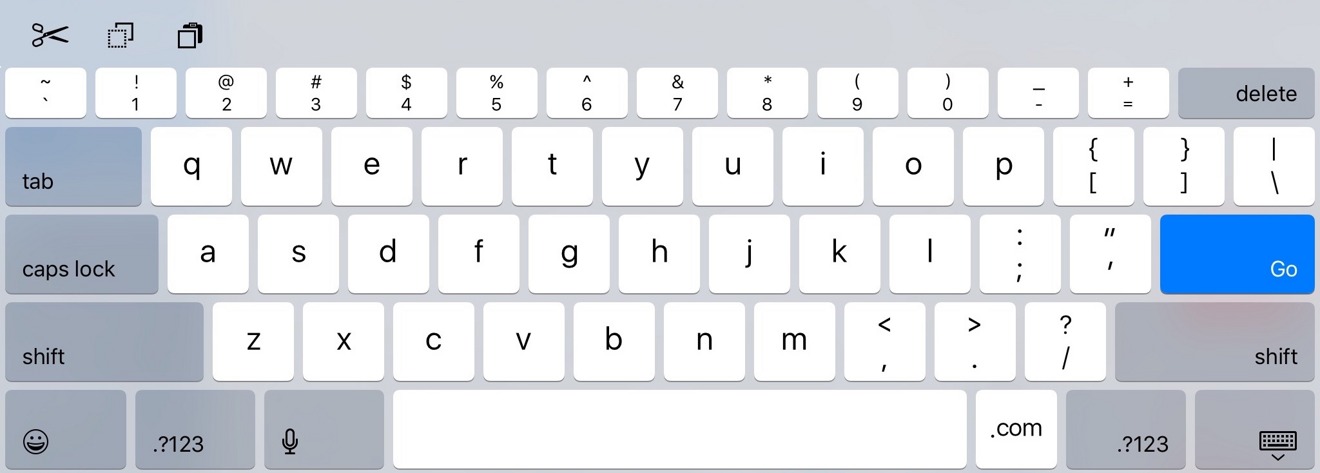 ~ ! @ # $ % ^ & * ( ) _ +
` 1 2 3 4 5 6 7 8 9 0 - = delete
tab q w e r t y u i o p { [ } ] | \
caps lock a s d f g h j k l : ; " ' Go
shift z x c v b n m < , > . ? / shift
.?123 .com .?123